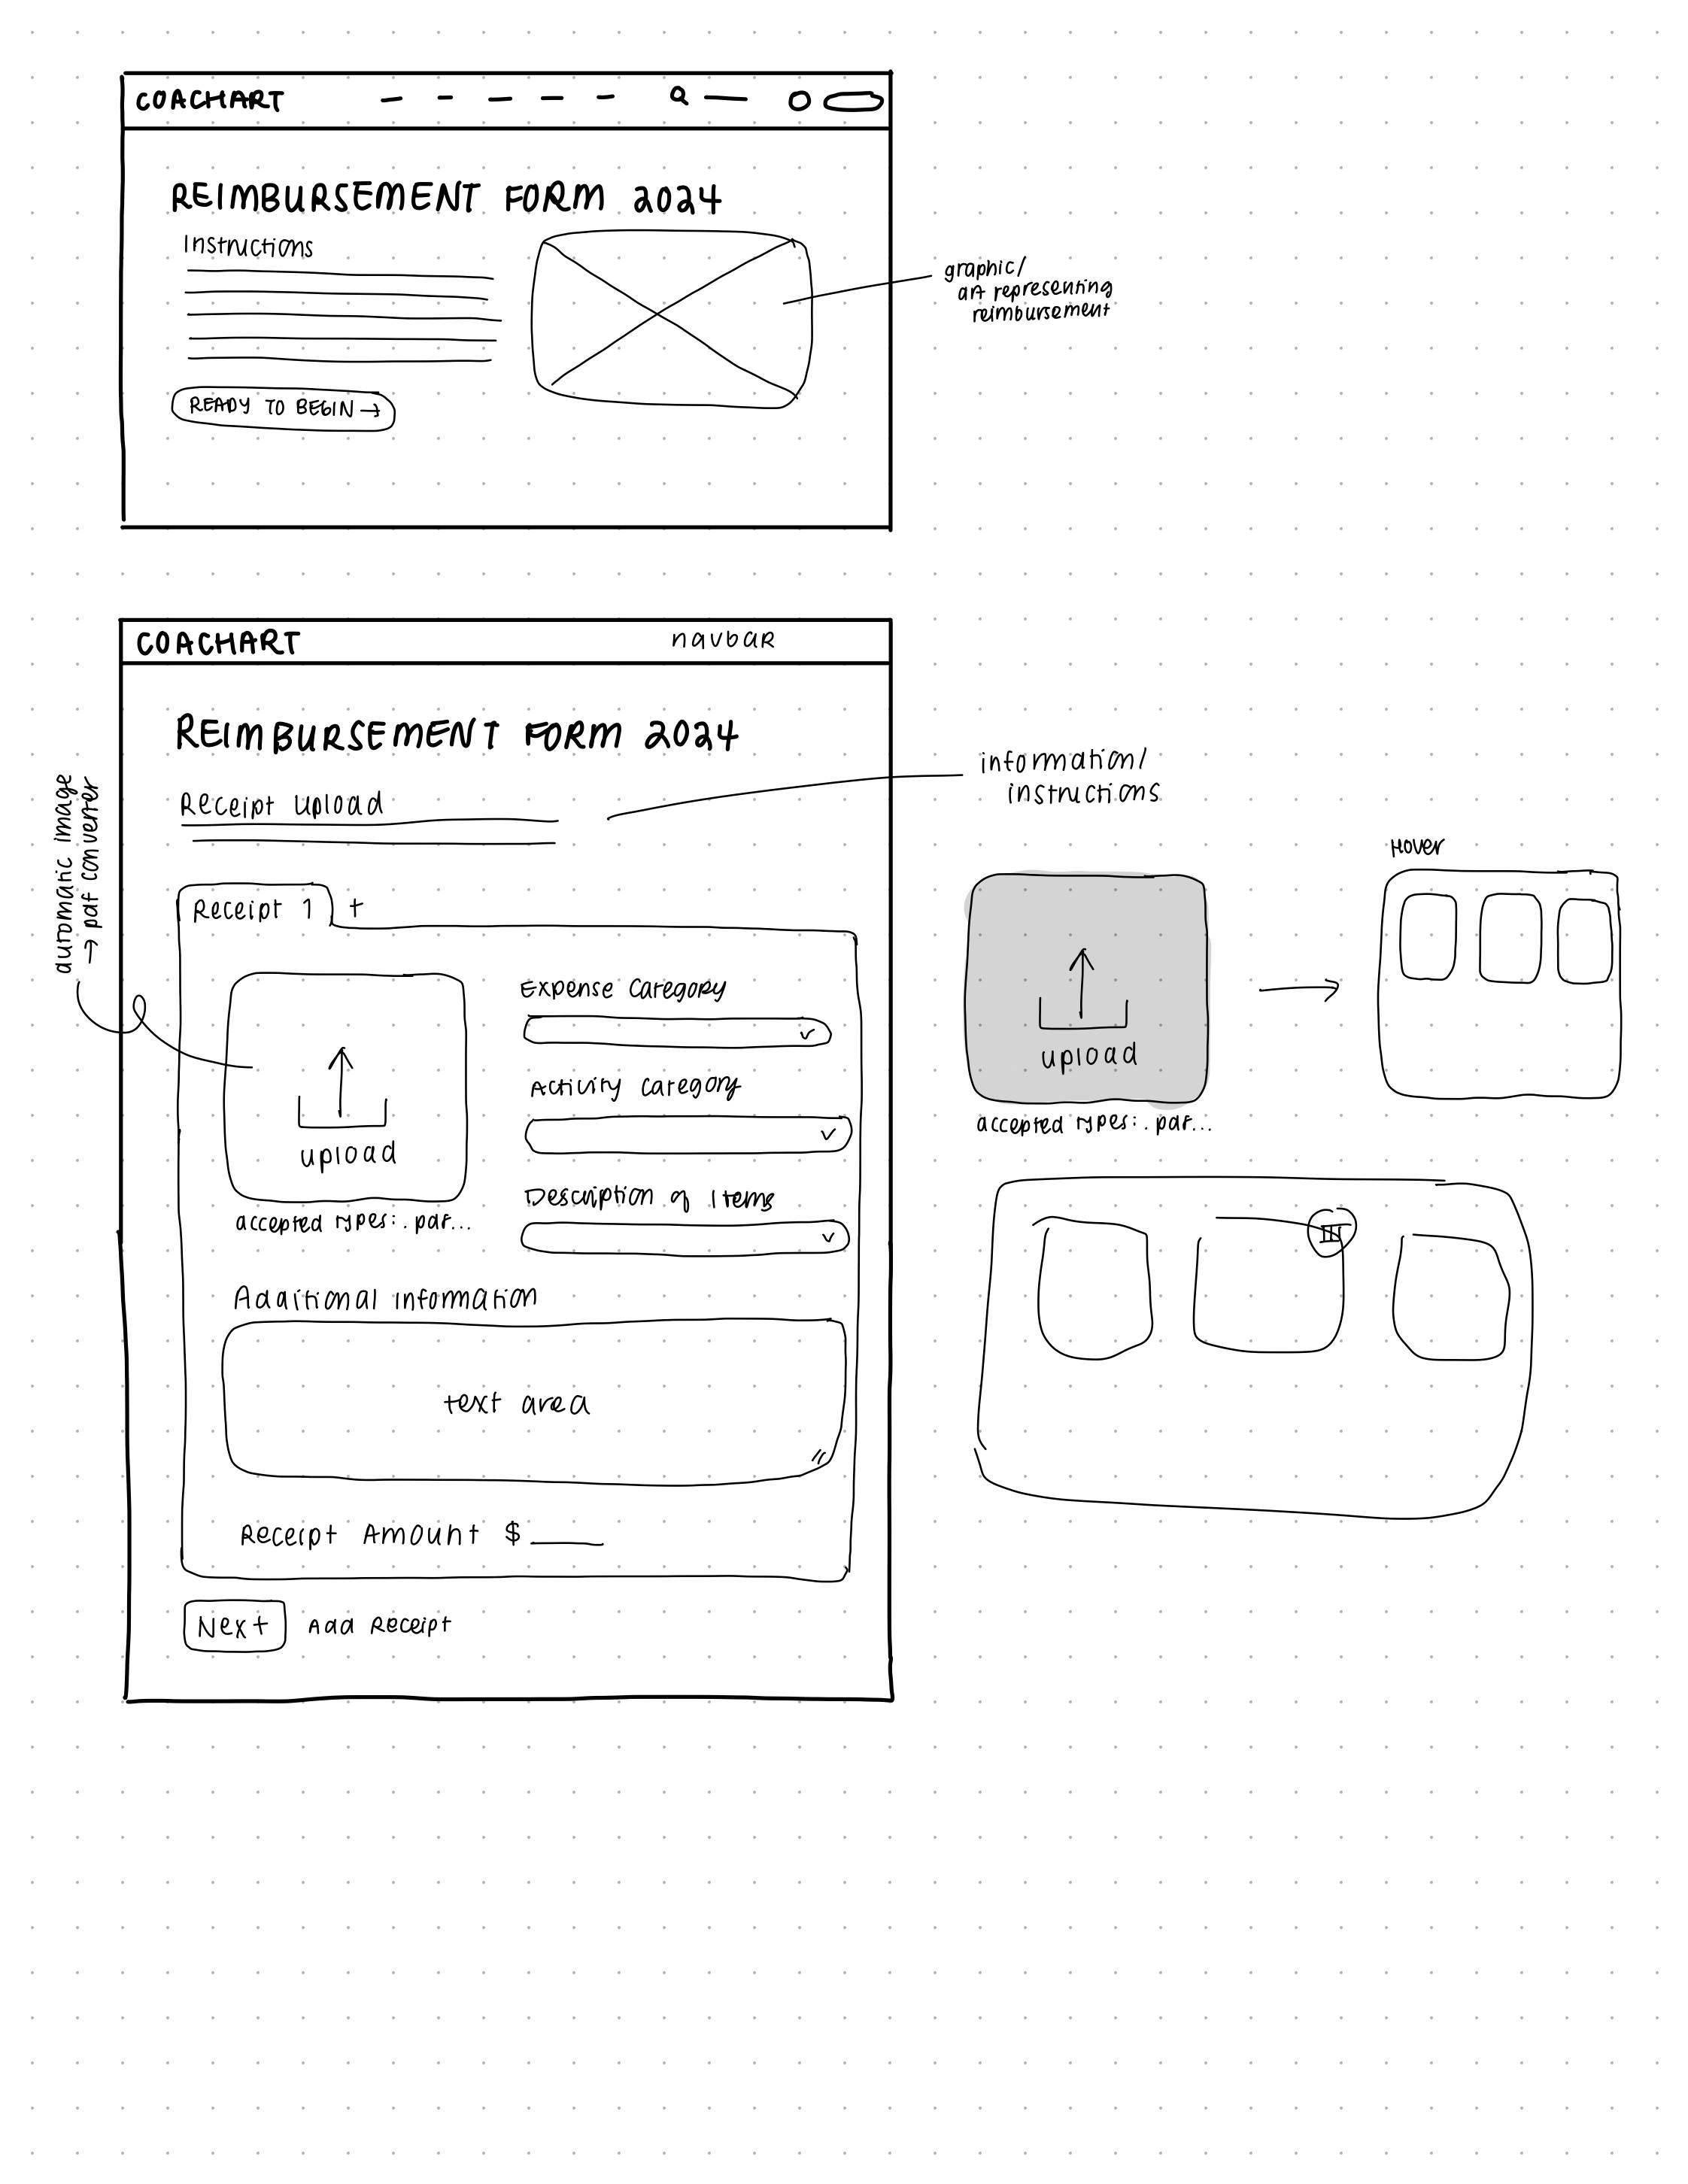 COACHART
REIMBURSEMENT FORM 2024
Instructions
READY TO BEGIN →
graphic/
art representing
reimbursement
COACHART
navbar
REIMBURSEMENT FORM 2024
Receipt upload
information/
instructions
automatic image
→ pdf converter
Receipt 1 +
upload
accepted types: .pdf...
Expense Category
Activity Category
Description of Items
Additional Information
text area
Receipt Amount $
Next Add Receipt
upload
accepted types: .pdf...
Hover